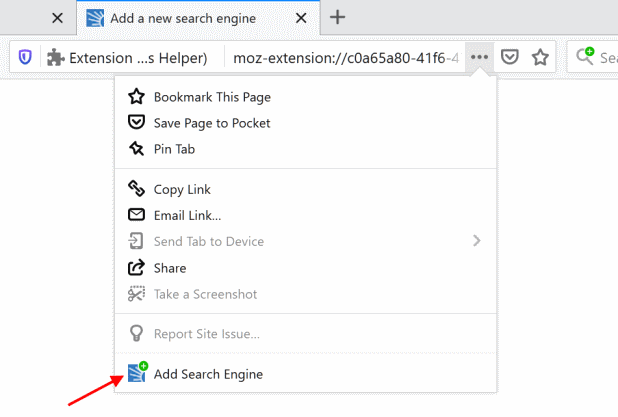 Add a new search engine
Extension ...s Helper) moz-extension://c0a65a80-41f6-4 Sea
Bookmark This Page
Save Page to Pocket
Pin Tab
Copy Link
Email Link...
Send Tab to Device
Share
Take a Screenshot
Report Site Issue...
Add Search Engine